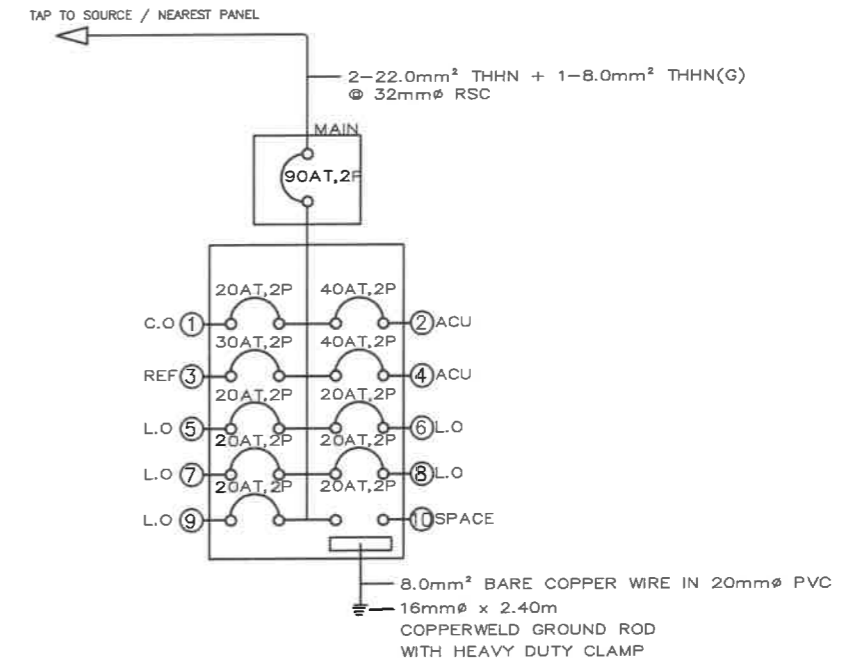 TAP TO SOURCE / NEAREST PANEL
2-22.0mm² THHN + 1-8.0mm² THHN(G)
@ 32mmø RSC
MAIN
90AT,2P
20AT,2P 40AT,2P
C.O 1 2 ACU
30AT,2P 40AT,2P
REF 3 4 ACU
20AT,2P 20AT,2P
L.O 5 6 L.O
20AT,2P 20AT,2P
L.O 7 8 L.O
20AT,2P 20AT,2P
L.O 9 10 SPACE
8.0mm² BARE COPPER WIRE IN 20mmø PVC
16mmø x 2.40m
COPPERWELD GROUND ROD
WITH HEAVY DUTY CLAMP